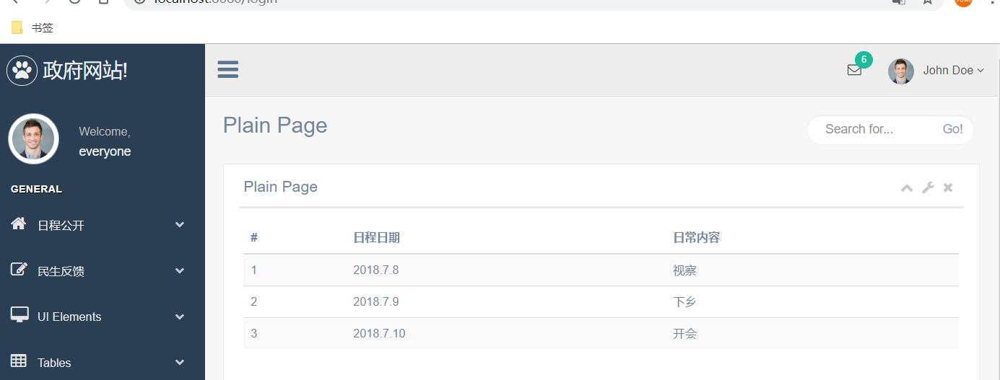 localhost:8080/login
书签
政府网站!
6
John Doe
Welcome,
everyone
GENERAL
日程公开
民生反馈
UI Elements
Tables
Plain Page
Search for...
Go!
Plain Page
# 日程日期 日常内容
1 2018.7.8 视察
2 2018.7.9 下乡
3 2018.7.10 开会